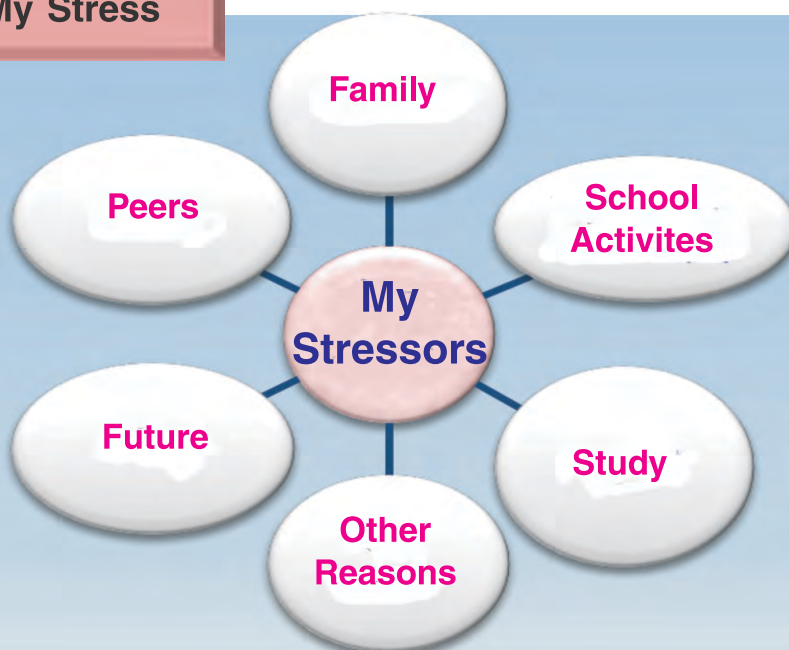 My Stress
Family
Peers
School
Activites
My
Stressors
Future
Study
Other
Reasons